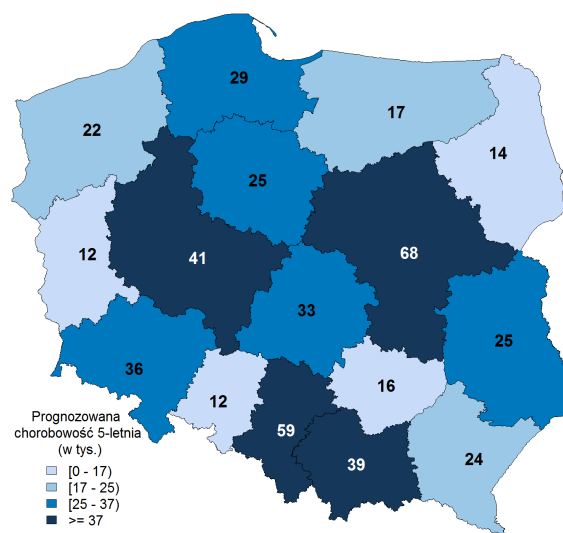 29
22
17
14
25
12
41
68
33
25
36
12
16
59
39
24
Prognozowana
chorobowość 5-letnia
(w tys.)
[0 - 17)
[17 - 25)
[25 - 37)
>= 37